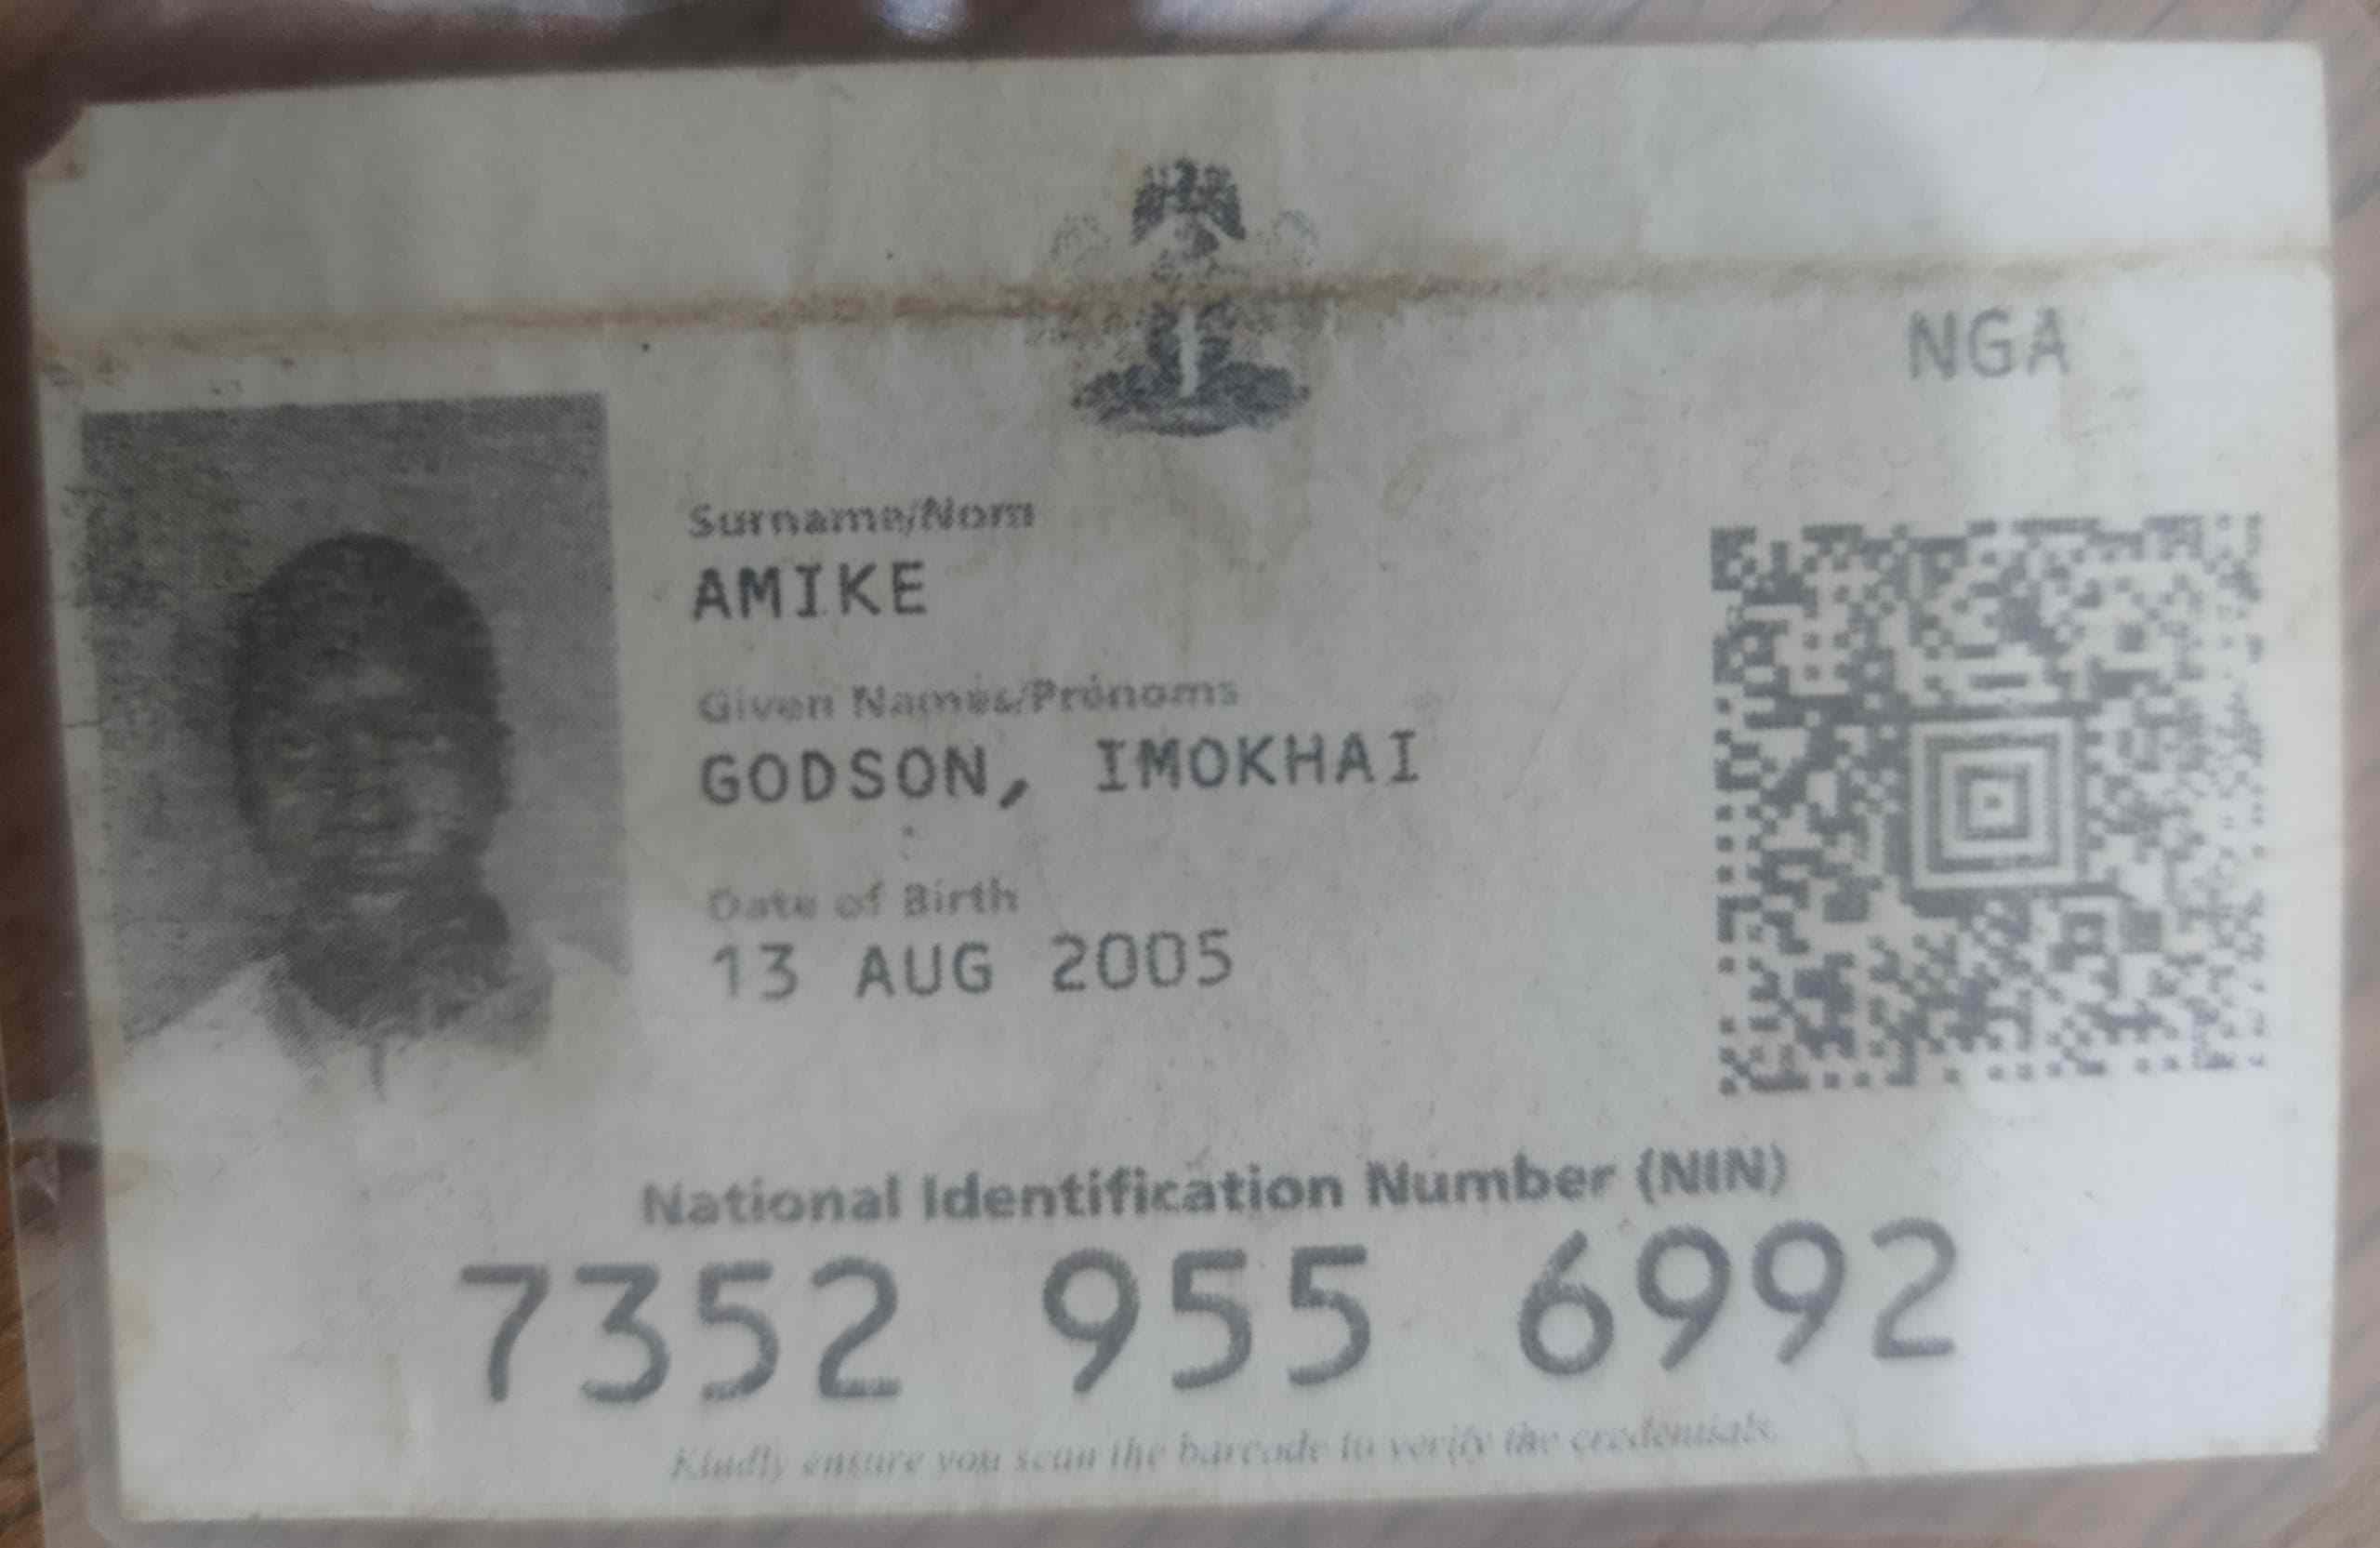 NGA
Surname/Nom
AMIKE
Given Names/Prénoms
GODSON, IMOKHAI
Date of Birth
13 AUG 2005
National Identification Number (NIN)
7352 955 6992
Kindly ensure you scan the barcode to verify the credentials.